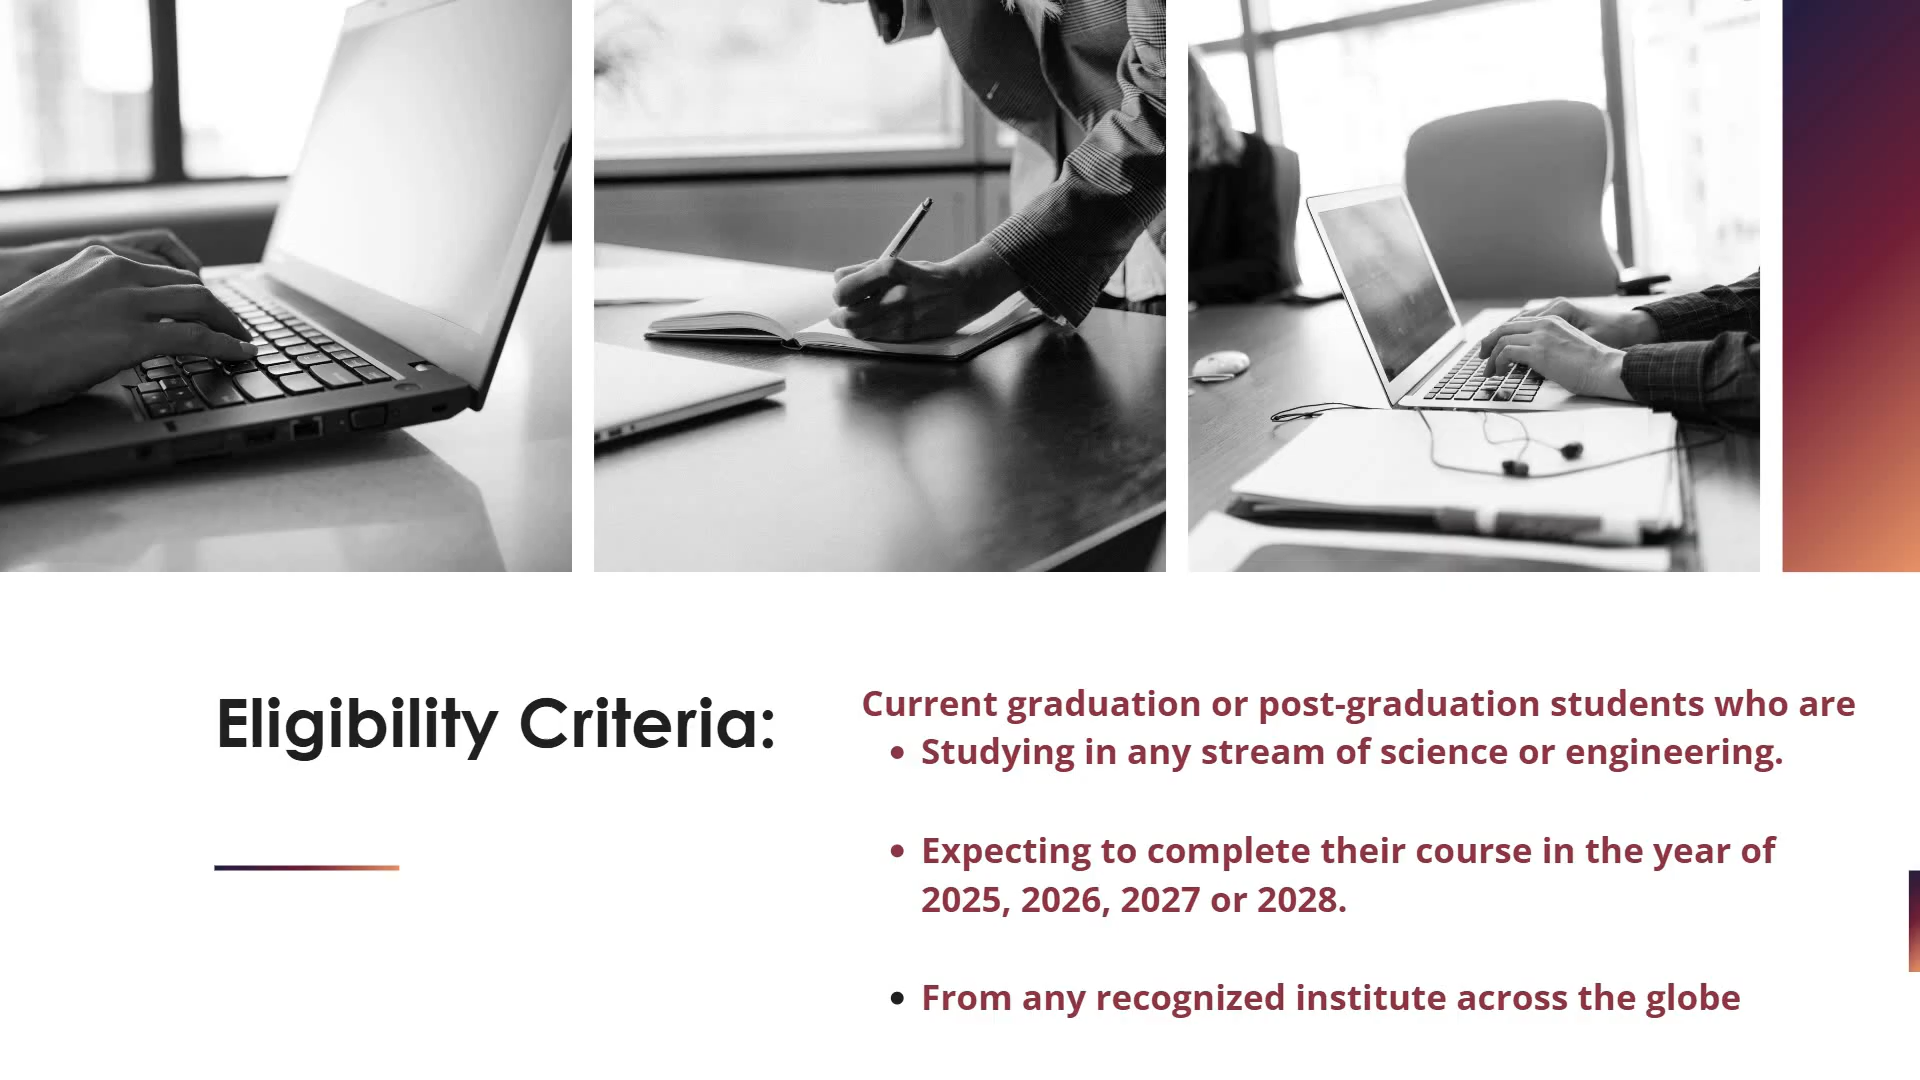 Eligibility Criteria:
Current graduation or post-graduation students who are
• Studying in any stream of science or engineering.
• Expecting to complete their course in the year of
2025, 2026, 2027 or 2028.
• From any recognized institute across the globe